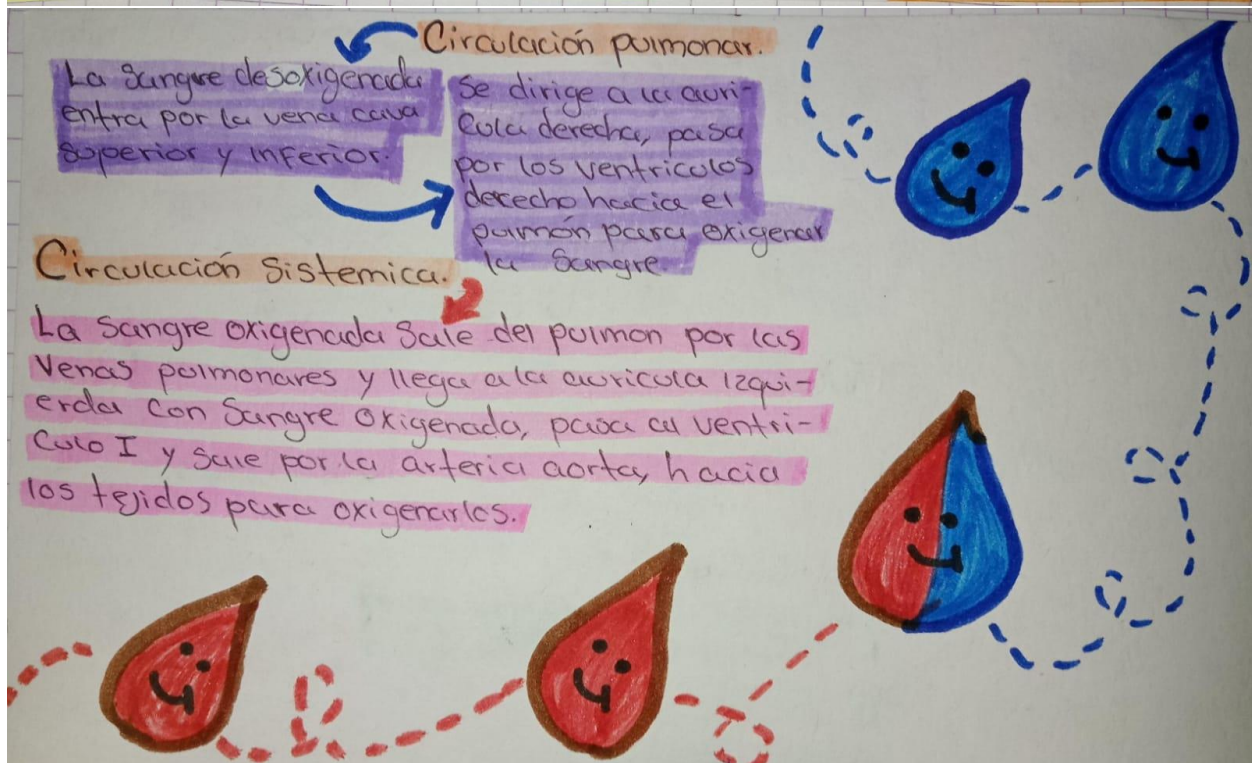 Circulación pulmonar.
La Sangre desoxigenada
entra por la vena cava
Superior y inferior.
Se dirige a la auri-
cula derecha, pasa
por los ventriculos
derecho hacia el
pulmón para oxigenar
la Sangre.
Circulación Sistemica.
La Sangre oxigenada Sale del pulmon por las
Venas pulmonares y llega a la auricula izqui-
erda con Sangre oxigenada, pasa al ventri-
culo I y sale por la arteria aorta, hacia
los tejidos para oxigenarlos.